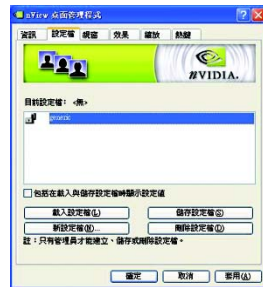 nView 桌面管理程式
資訊 設定檔 視窗 效果 縮放 熱鍵
NVIDIA.
目前設定檔： <無>
generic
包括在載入與儲存設定檔時顯示設定值
載入設定檔(L) 儲存設定檔(S)
新設定檔(N)... 刪除設定檔(D)
註：只有管理員才能建立、儲存或刪除設定檔。
確定 取消 套用(A)